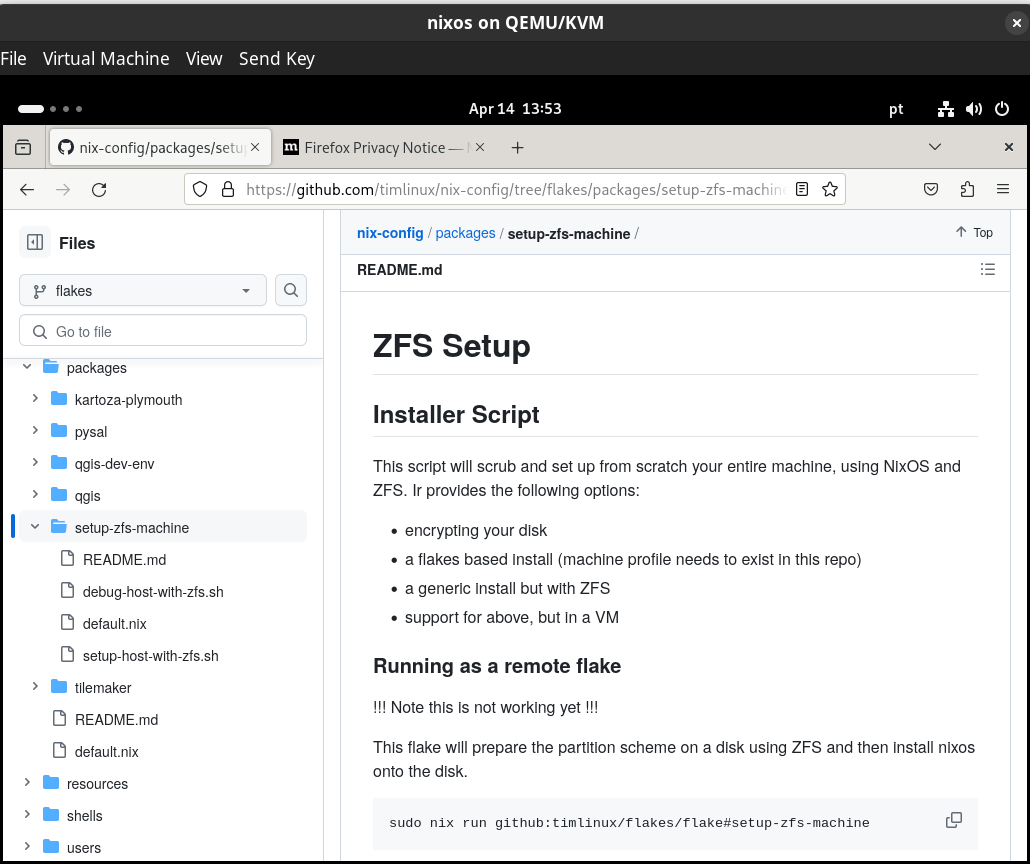 nixos on QEMU/KVM
File Virtual Machine View Send Key
Apr 14 13:53
pt
nix-config/packages/setu
Firefox Privacy Notice —
https://github.com/timlinux/nix-config/tree/flakes/packages/setup-zfs-machin
Files
flakes
Go to file
packages
kartoza-plymouth
pysal
qgis-dev-env
qgis
setup-zfs-machine
README.md
debug-host-with-zfs.sh
default.nix
setup-host-with-zfs.sh
tilemaker
README.md
default.nix
resources
shells
users
nix-config / packages / setup-zfs-machine /
Top
README.md
ZFS Setup
Installer Script
This script will scrub and set up from scratch your entire machine, using NixOS and
ZFS. Ir provides the following options:
• encrypting your disk
• a flakes based install (machine profile needs to exist in this repo)
• a generic install but with ZFS
• support for above, but in a VM
Running as a remote flake
!!! Note this is not working yet !!!
This flake will prepare the partition scheme on a disk using ZFS and then install nixos
onto the disk.
sudo nix run github:timlinux/flakes/flake#setup-zfs-machine